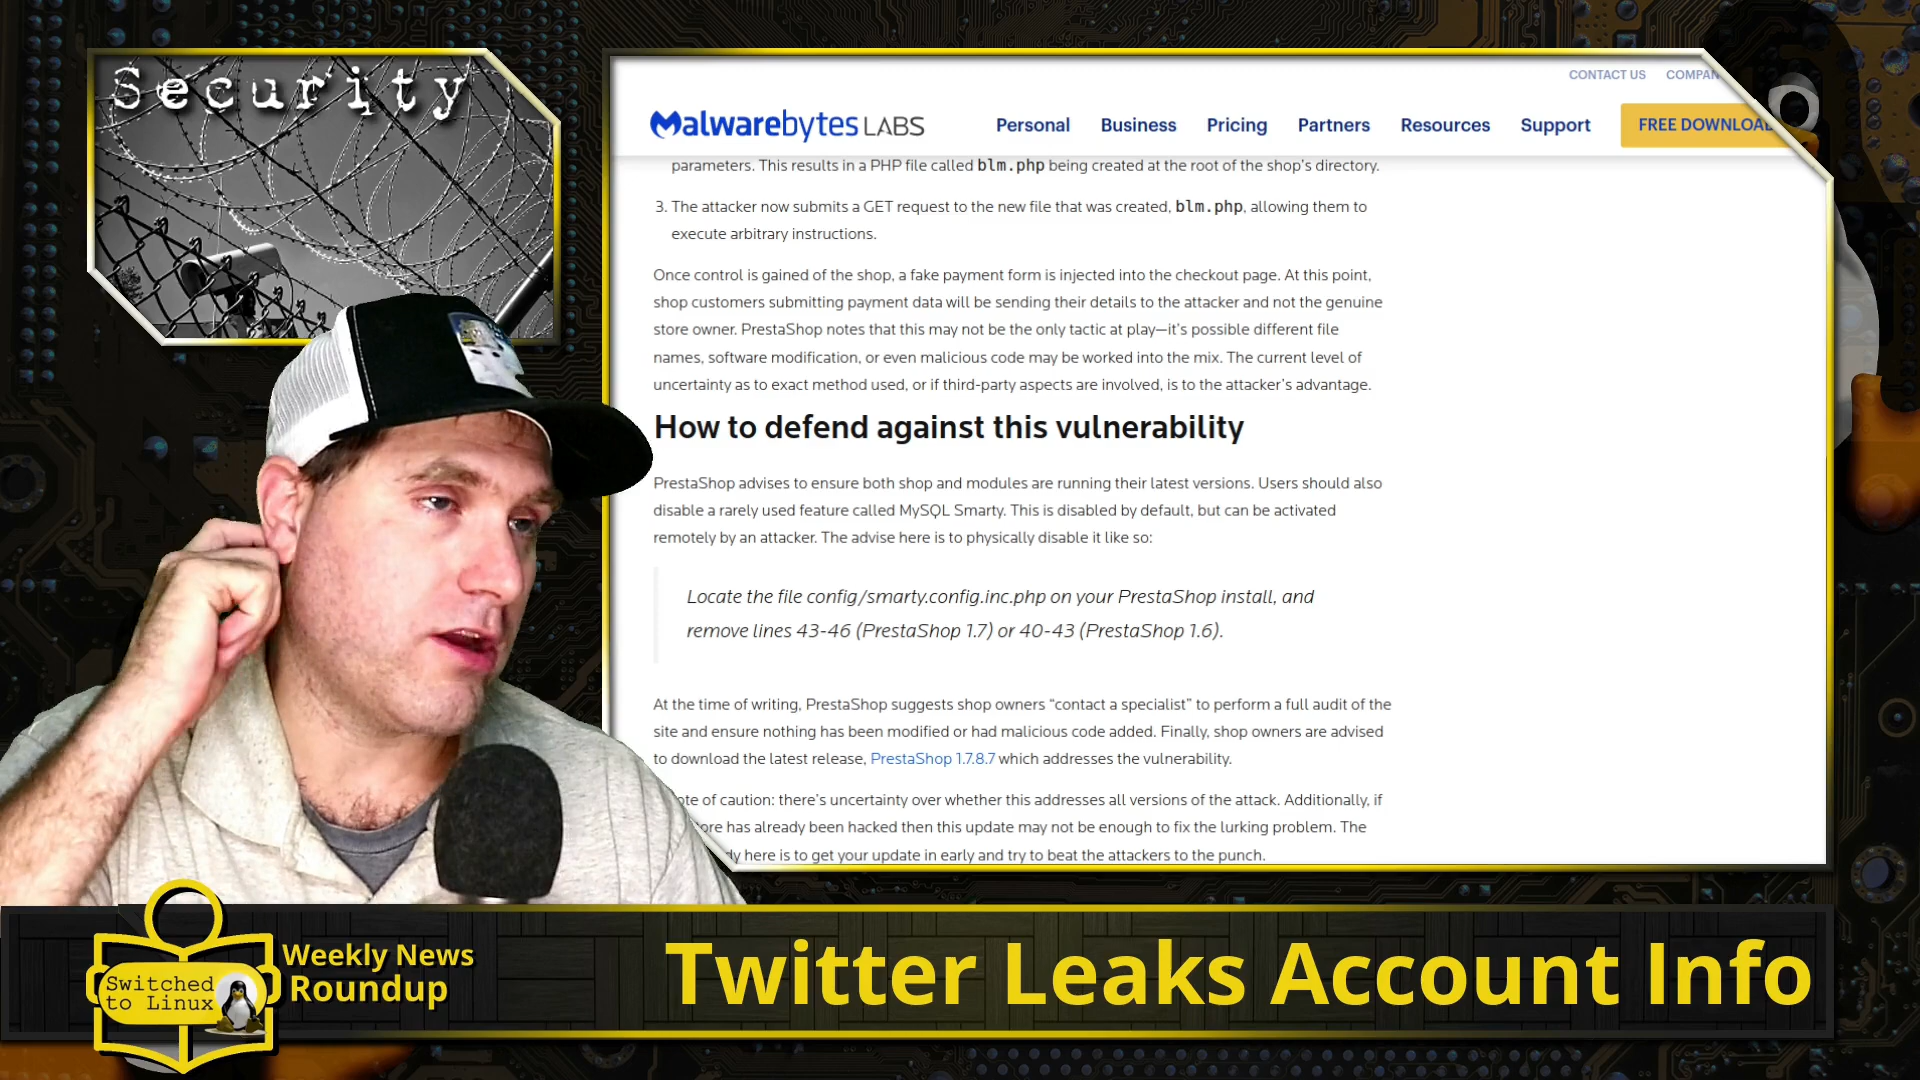 Security
CONTACT US
Malwarebytes LABS
Personal
Business
Pricing
Partners
Resources
Support
FREE
parameters. This results in a PHP file called blm.php being created at the root of the shop's directory.
3. The attacker now submits a GET request to the new file that was created, blm.php, allowing them to
execute arbitrary instructions.
Once control is gained of the shop, a fake payment form is injected into the checkout page. At this point,
shop customers submitting payment data will be sending their details to the attacker and not the genuine
store owner. PrestaShop notes that this may not be the only tactic at play—it's possible different file
names, software modification, or even malicious code may be worked into the mix. The current level of
uncertainty as to exact method used, or if third-party aspects are involved, is to the attacker's advantage.
How to defend against this vulnerability
PrestaShop advises to ensure both shop and modules are running their latest versions. Users should also
disable a rarely used feature called MySQL Smarty. This is disabled by default, but can be activated
remotely by an attacker. The advise here is to physically disable it like so:
Locate the file config/smarty.config.inc.php on your PrestaShop install, and
remove lines 43-46 (PrestaShop 1.7) or 40-43 (PrestaShop 1.6).
At the time of writing, PrestaShop suggests shop owners “contact a specialist” to perform a full audit of the
site and ensure nothing has been modified or had malicious code added. Finally, shop owners are advised
to download the latest release, PrestaShop 1.7.8.7 which addresses the vulnerability.
of caution: there's uncertainty over whether this addresses all versions of the attack. Additionally, if
has already been hacked then this update may not be enough to fix the lurking problem. The
here is to get your update in early and try to beat the attackers to the punch.
Switched
to Linux
Weekly News
Roundup
Twitter Leaks Account Info